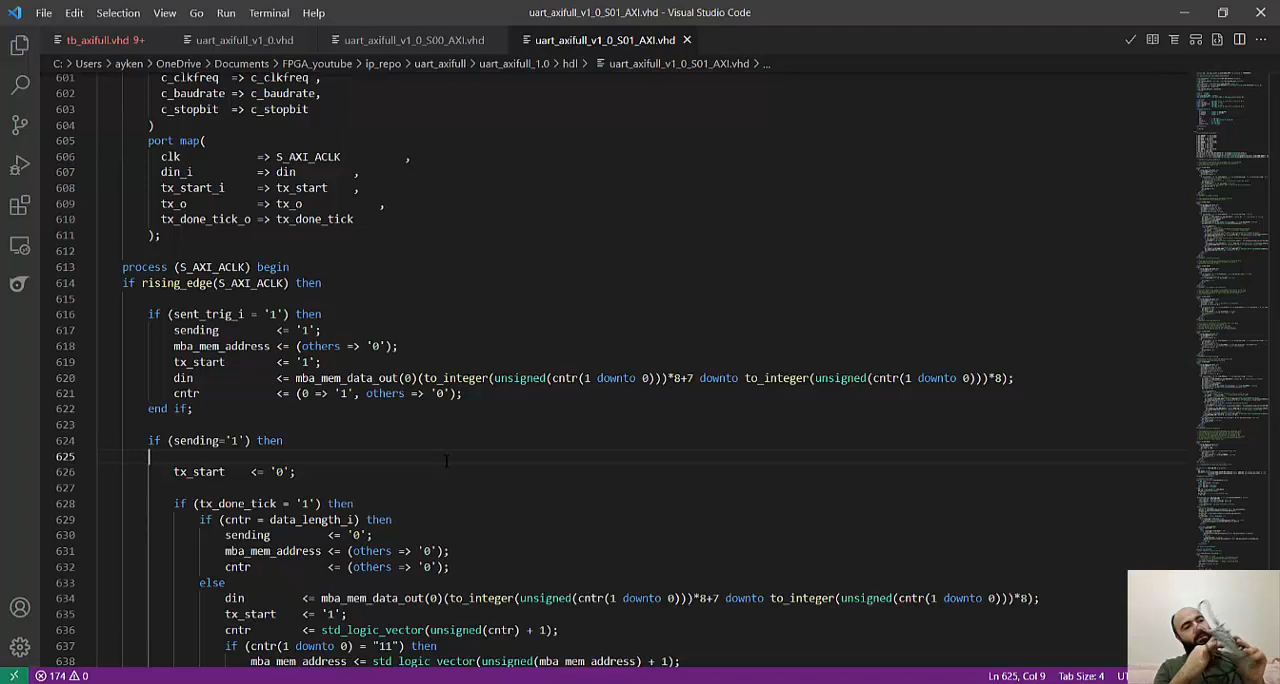 File Edit Selection View Go Run Terminal Help uart_axifull_v1_0_S01_AXI.vhd - Visual Studio Code
tb_axifull.vhd 9+ uart_axifull_v1_0.vhd uart_axifull_v1_0_S00_AXI.vhd uart_axifull_v1_0_S01_AXI.vhd
C: > Users > ayken > OneDrive > Documents > FPGA_youtube > ip_repo > uart_axifull > uart_axifull_1.0 > hdl > uart_axifull_v1_0_S01_AXI.vhd > ...
601 c_clkfreq => c_clkfreq ,
602 c_baudrate => c_baudrate,
603 c_stopbit => c_stopbit
604 )
605 port map(
606 clk => S_AXI_ACLK ,
607 din_i => din ,
608 tx_start_i => tx_start ,
609 tx_o => tx_o ,
610 tx_done_tick_o => tx_done_tick
611 );
612
613 process (S_AXI_ACLK) begin
614 if rising_edge(S_AXI_ACLK) then
615
616 if (sent_trig_i = '1') then
617 sending <= '1';
618 mba_mem_address <= (others => '0');
619 tx_start <= '1';
620 din <= mba_mem_data_out(0)(to_integer(unsigned(cntr(1 downto 0)))*8+7 downto to_integer(unsigned(cntr(1 downto 0)))*8);
621 cntr <= (0 => '1', others => '0');
622 end if;
623
624 if (sending='1') then
625
626 tx_start <= '0';
627
628 if (tx_done_tick = '1') then
629 if (cntr = data_length_i) then
630 sending <= '0';
631 mba_mem_address <= (others => '0');
632 cntr <= (others => '0');
633 else
634 din <= mba_mem_data_out(0)(to_integer(unsigned(cntr(1 downto 0)))*8+7 downto to_integer(unsigned(cntr(1 downto 0)))*8);
635 tx_start <= '1';
636 cntr <= std_logic_vector(unsigned(cntr) + 1);
637 if (cntr(1 downto 0) = "11") then
638 mba_mem_address <= std_logic_vector(unsigned(mba_mem_address) + 1);
174 0 Ln 625, Col 9 Tab Size: 4